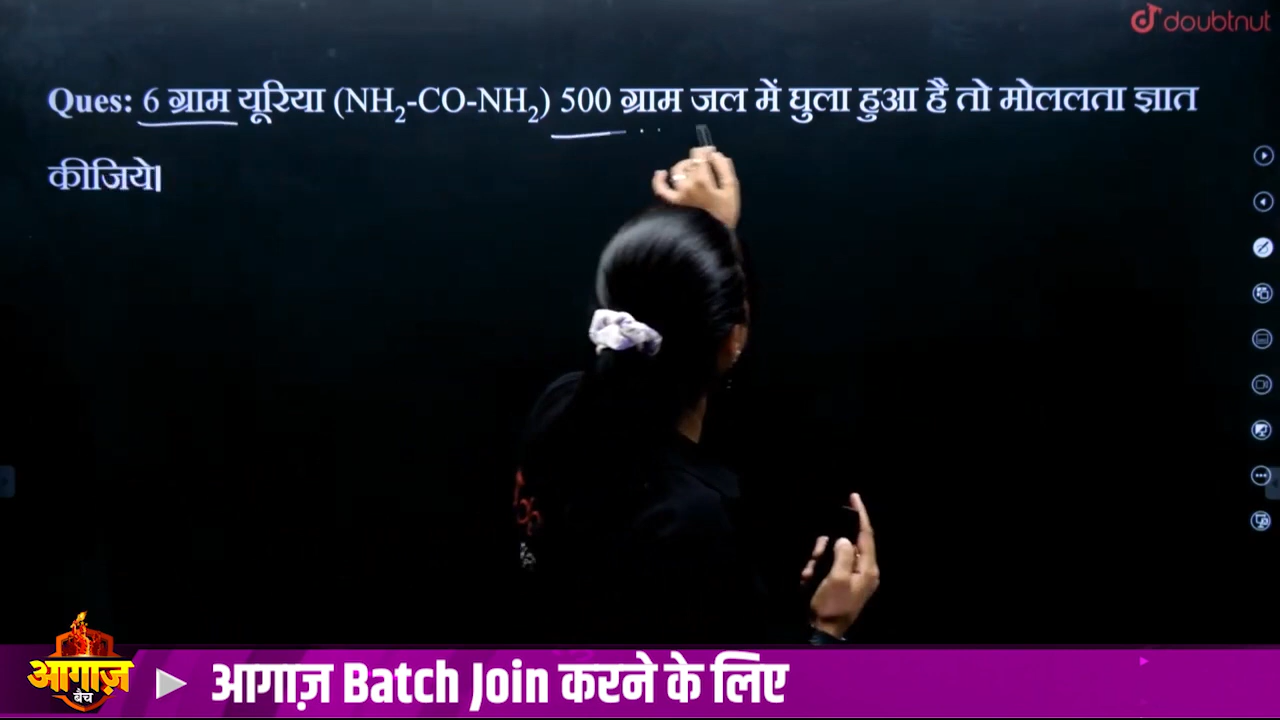 doubtnut
Ques: 6 ग्राम यूरिया (NH₂-CO-NH₂) 500 ग्राम जल में घुला हुआ है तो मोललता ज्ञात
कीजिये।
आगाज़
बैच
आगाज़ Batch Join करने के लिए